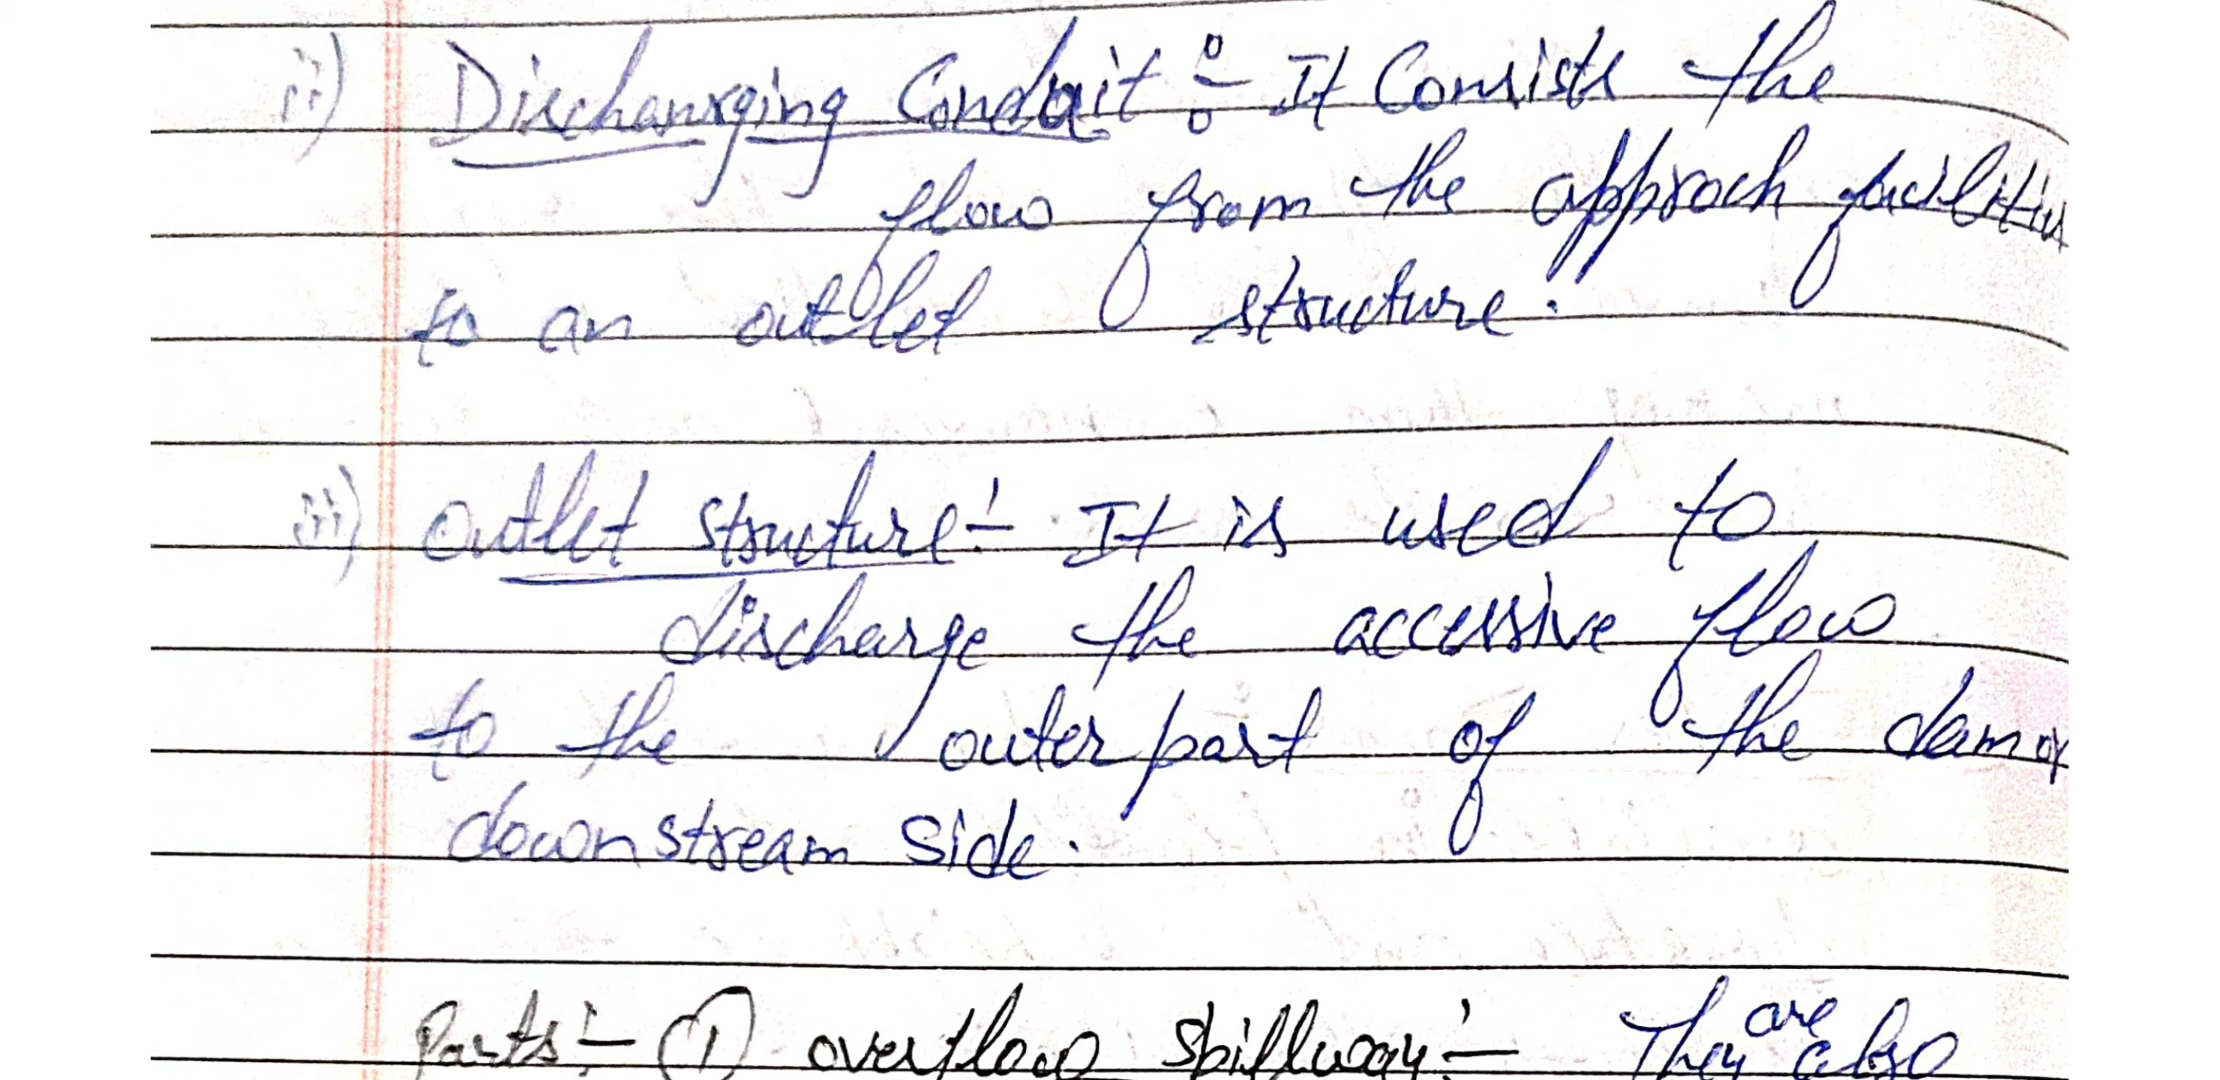 ii) Discharging Conduit :- It Consists the
flow from the approch facilities
to an outlet structure.
iii) Outlet structure :- It is used to
discharge the accessive flow
to the outer part of the dam or
downstream side.
Parts :- (1) overflow spillway :- They are also